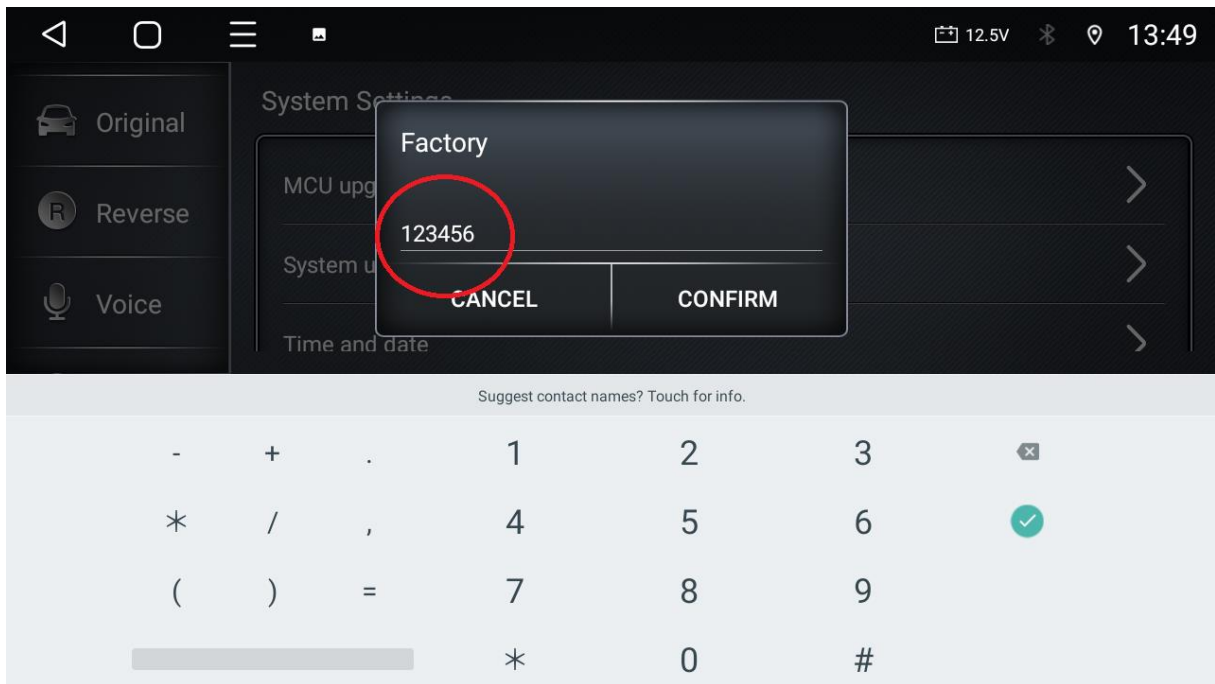 12.5V 13:49
Original
Reverse
Voice
System Settings
Factory
MCU upg
123456
System u
CANCEL CONFIRM
Time and date
Suggest contact names? Touch for info.
- + . 1 2 3
* / , 4 5 6
( ) = 7 8 9
* 0 #